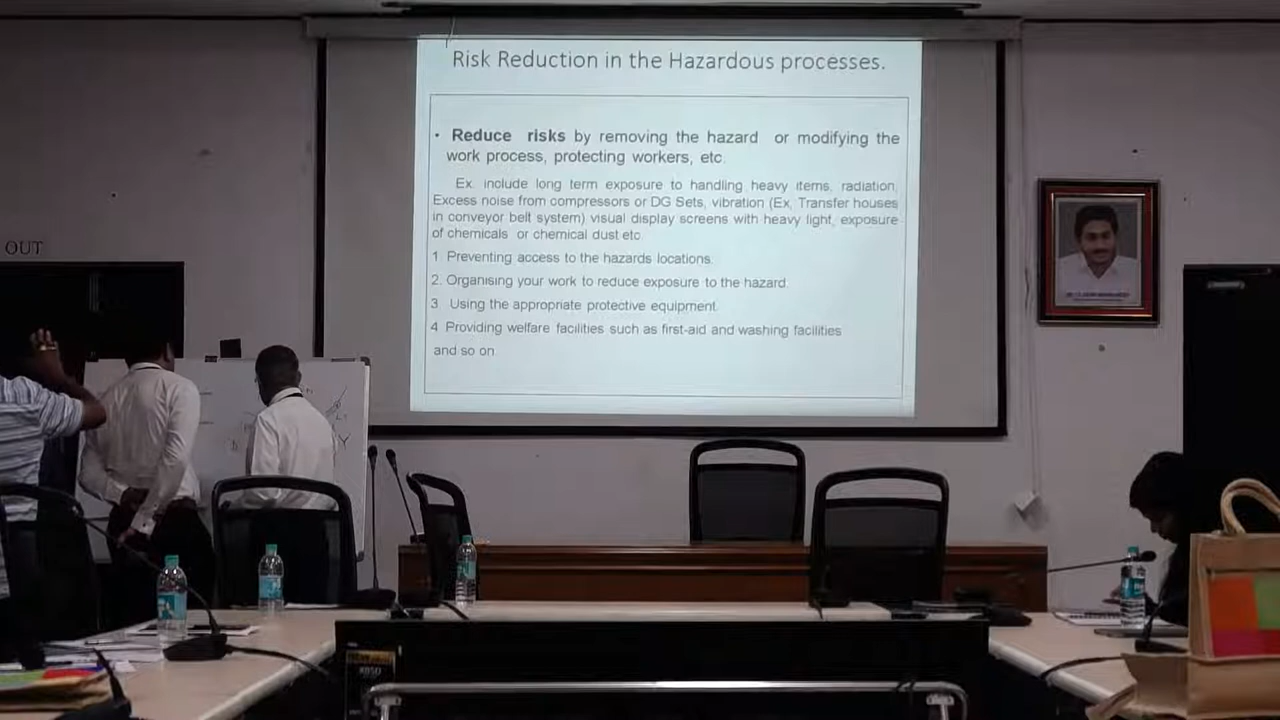 Risk Reduction in the Hazardous processes.
• Reduce risks by removing the hazard or modifying the
work process, protecting workers, etc.
Ex. include long term exposure to handling heavy items, radiation,
Excess noise from compressors or DG Sets, vibration (Ex. Transfer houses
in conveyor belt system) visual display screens with heavy light, exposure
of chemicals or chemical dust etc.
1 Preventing access to the hazards locations.
2. Organising your work to reduce exposure to the hazard.
3 Using the appropriate protective equipment.
4 Providing welfare facilities such as first-aid and washing facilities
and so on
OUT